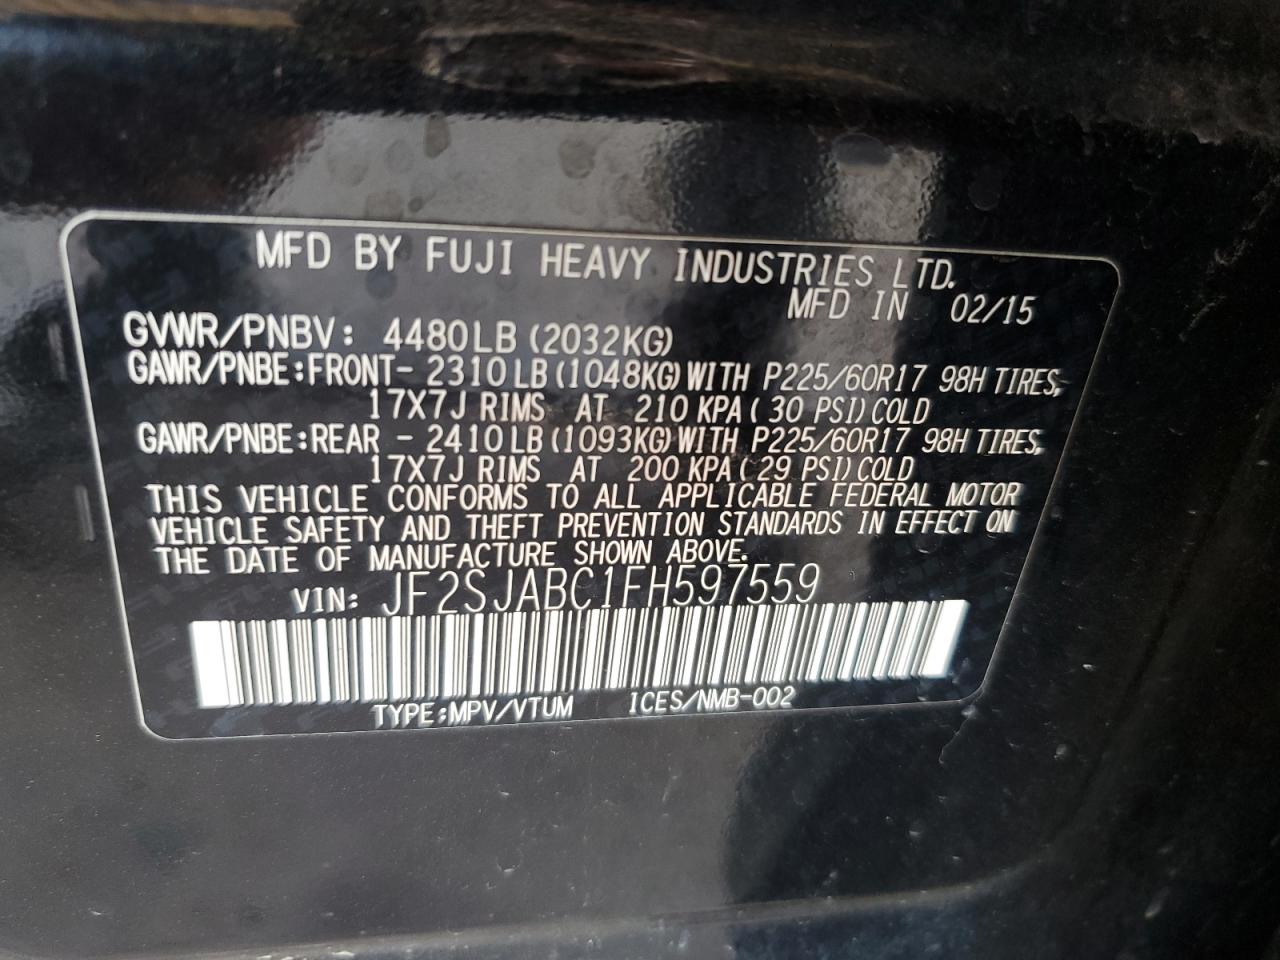 MFD BY FUJI HEAVY INDUSTRIES LTD.
MFD IN 02/15
GVWR/PNBV: 4480LB (2032KG)
GAWR/PNBE:FRONT- 2310LB(1048KG)WITH P225/60R17 98H TIRES,
17X7J RIMS AT 210 KPA(30 PSI)COLD
GAWR/PNBE:REAR - 2410LB(1093KG)WITH P225/60R17 98H TIRES,
17X7J RIMS AT 200 KPA(29 PSI)COLD
THIS VEHICLE CONFORMS TO ALL APPLICABLE FEDERAL MOTOR
VEHICLE SAFETY AND THEFT PREVENTION STANDARDS IN EFFECT ON
THE DATE OF MANUFACTURE SHOWN ABOVE.
VIN: JF2SJABC1FH597559
TYPE:MPV/VTUM ICES/NMB-002